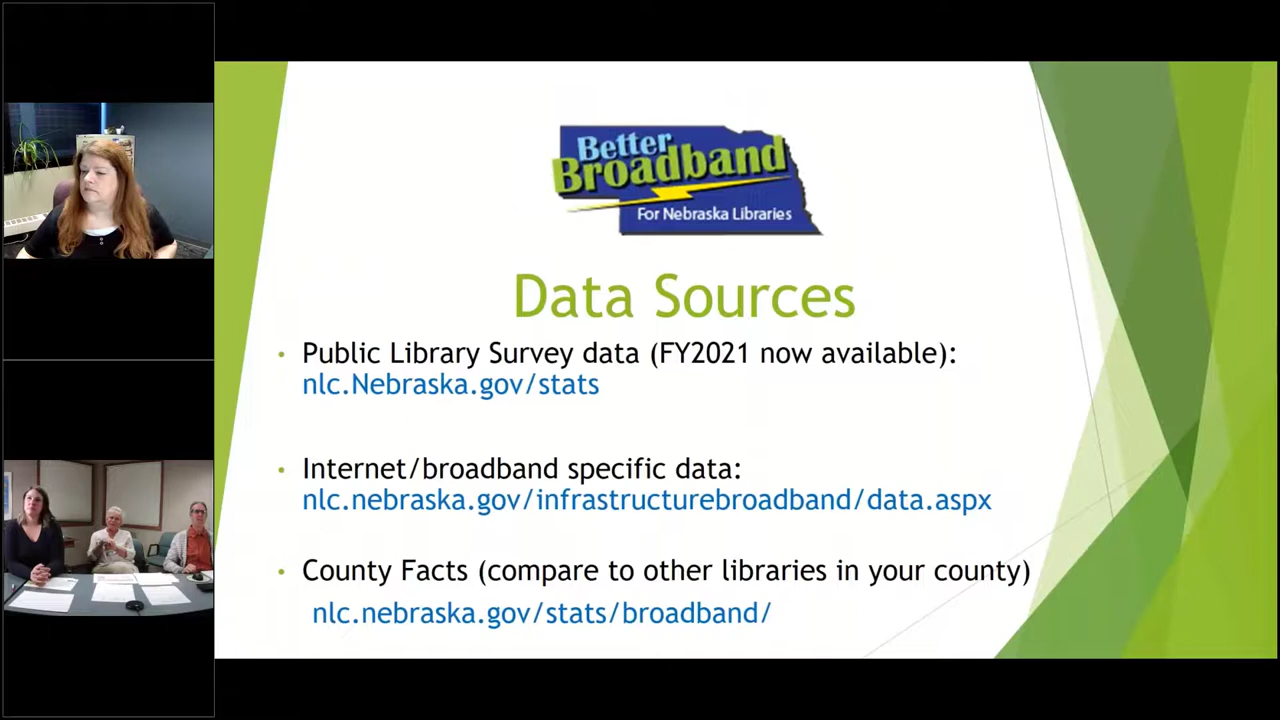 Better
Broadband
For Nebraska Libraries
Data Sources
• Public Library Survey data (FY2021 now available):
nlc.Nebraska.gov/stats
• Internet/broadband specific data:
nlc.nebraska.gov/infrastructurebroadband/data.aspx
• County Facts (compare to other libraries in your county)
nlc.nebraska.gov/stats/broadband/